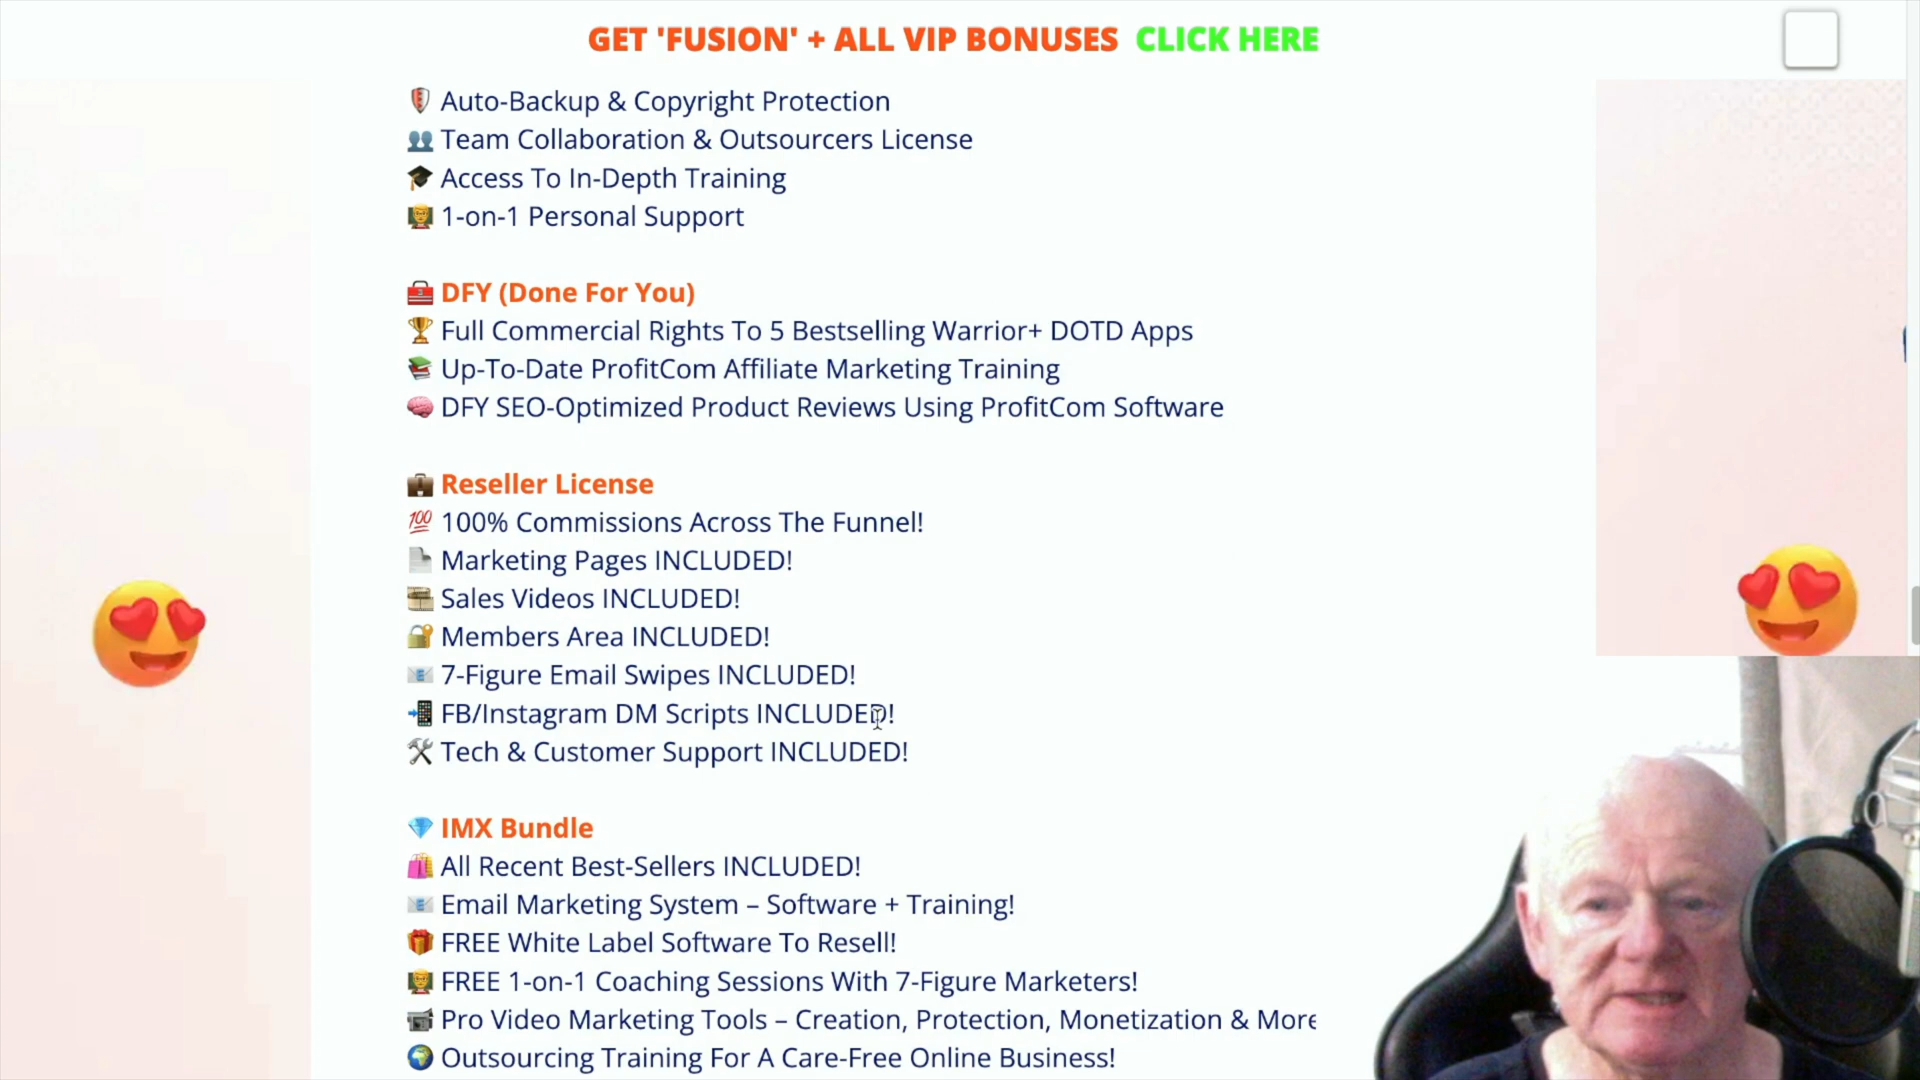 GET 'FUSION' + ALL VIP BONUSES CLICK HERE
Auto-Backup & Copyright Protection
Team Collaboration & Outsourcers License
Access To In-Depth Training
1-on-1 Personal Support
DFY (Done For You)
Full Commercial Rights To 5 Bestselling Warrior+ DOTD Apps
Up-To-Date ProfitCom Affiliate Marketing Training
DFY SEO-Optimized Product Reviews Using ProfitCom Software
Reseller License
100% Commissions Across The Funnel!
Marketing Pages INCLUDED!
Sales Videos INCLUDED!
Members Area INCLUDED!
7-Figure Email Swipes INCLUDED!
FB/Instagram DM Scripts INCLUDED!
Tech & Customer Support INCLUDED!
IMX Bundle
All Recent Best-Sellers INCLUDED!
Email Marketing System – Software + Training!
FREE White Label Software To Resell!
FREE 1-on-1 Coaching Sessions With 7-Figure Marketers!
Pro Video Marketing Tools – Creation, Protection, Monetization & More
Outsourcing Training For A Care-Free Online Business!